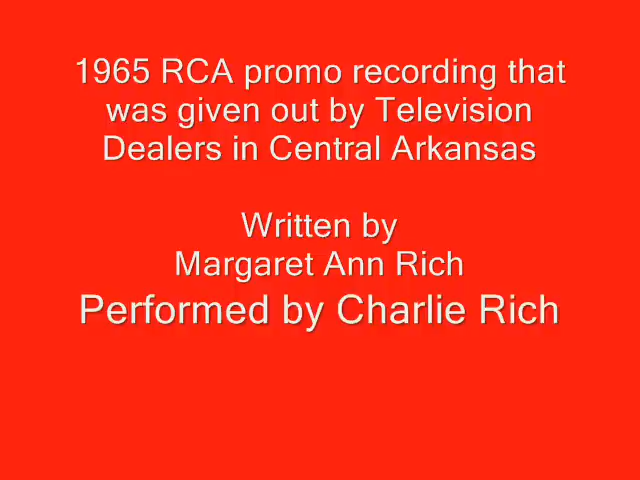 1965 RCA promo recording that
was given out by Television
Dealers in Central Arkansas
Written by
Margaret Ann Rich
Performed by Charlie Rich